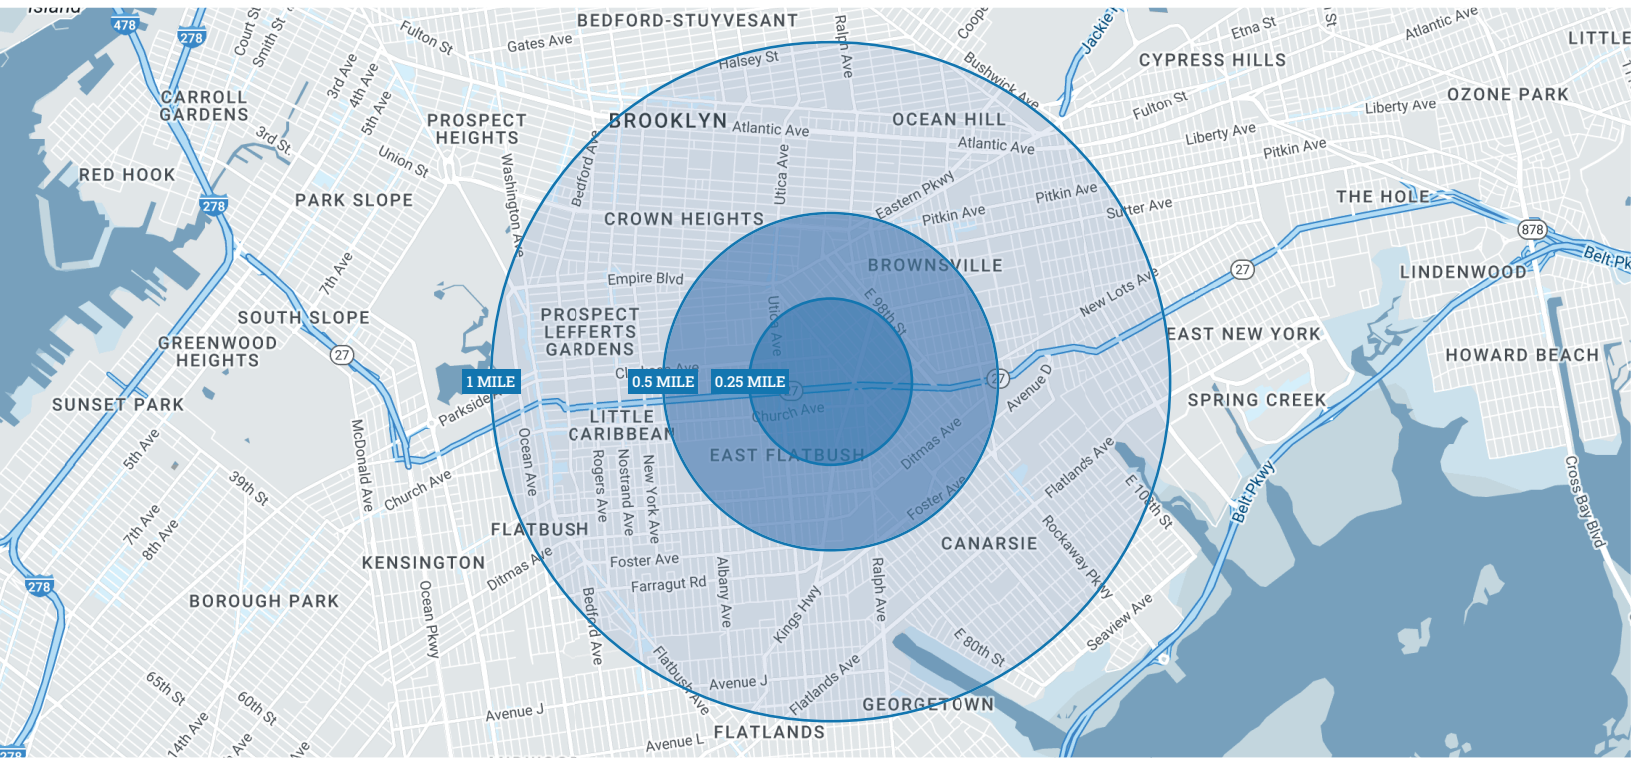 Island
478
278
Court St
Smith St
Fulton St
Gates Ave
BEDFORD-STUYVESANT
Ralph Ave
Halsey St
Bushwick Ave
CYPRESS HILLS
Etna St
Atlantic Ave
LITTLE
3rd Ave
4th Ave
5th Ave
CARROLL
GARDENS
PROSPECT
HEIGHTS
BROOKLYN
Atlantic Ave
OCEAN HILL
Atlantic Ave
Fulton St
Liberty Ave
Liberty Ave
OZONE PARK
Pitkin Ave
3rd St.
Union St
RED HOOK
278
PARK SLOPE
Washington Ave
Bedford Ave
Utica Ave
CROWN HEIGHTS
Eastern Pkwy
Pitkin Ave
Pitkin Ave
Sutter Ave
THE HOLE
878
Belt Pk
27
LINDENWOOD
7th Ave
Empire Blvd
BROWNSVILLE
New Lots Ave
E 98th St
Utica Ave
SOUTH SLOPE
GREENWOOD
HEIGHTS
27
PROSPECT
LEFFERTS
GARDENS
EAST NEW YORK
HOWARD BEACH
1 MILE
0.5 MILE
0.25 MILE
27
27
Avenue D
SPRING CREEK
SUNSET PARK
Parkside
LITTLE
CARIBBEAN
Church Ave
5th Ave
McDonald Ave
Ocean Ave
EAST FLATBUSH
Ditmas Ave
Flatlands Ave
Rogers Ave
Nostrand Ave
New York Ave
39th St
Church Ave
Foster Ave
E 108th St
Belt Pkwy
Cross Bay Blvd
7th Ave
8th Ave
FLATBUSH
CANARSIE
Rockaway Pkwy
KENSINGTON
Ditmas Ave
Foster Ave
Farragut Rd
Albany Ave
Kings Hwy
Ralph Ave
278
BOROUGH PARK
Ocean Pkwy
Bedford Ave
Seaview Ave
E 80th St
65th St
60th St
Flatbush Ave
Avenue J
Flatlands Ave
GEORGETOWN
14th Ave
Avenue J
FLATLANDS
Avenue L
278